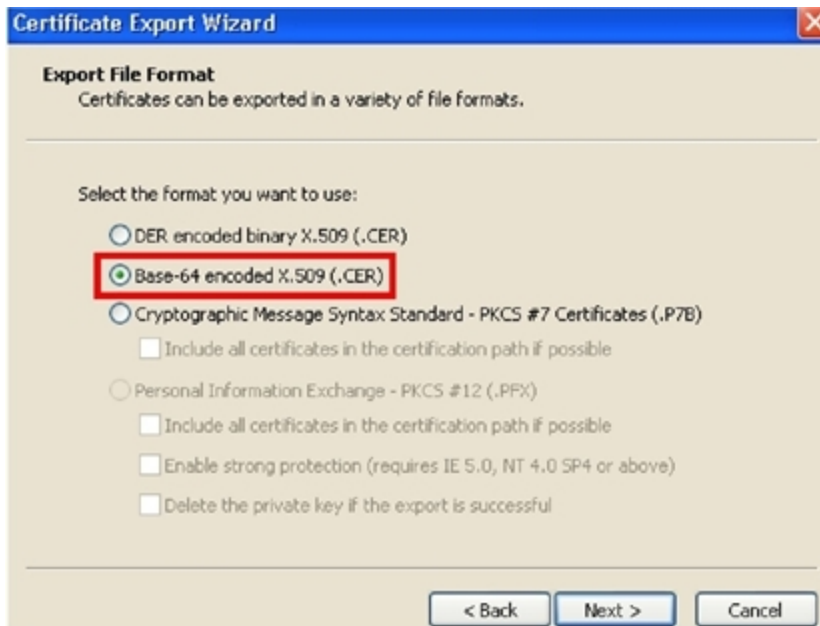 Certificate Export Wizard
Export File Format
Certificates can be exported in a variety of file formats.
Select the format you want to use:
DER encoded binary X.509 (.CER)
Base-64 encoded X.509 (.CER)
Cryptographic Message Syntax Standard - PKCS #7 Certificates (.P7B)
Include all certificates in the certification path if possible
Personal Information Exchange - PKCS #12 (.PFX)
Include all certificates in the certification path if possible
Enable strong protection (requires IE 5.0, NT 4.0 SP4 or above)
Delete the private key if the export is successful
< Back Next > Cancel